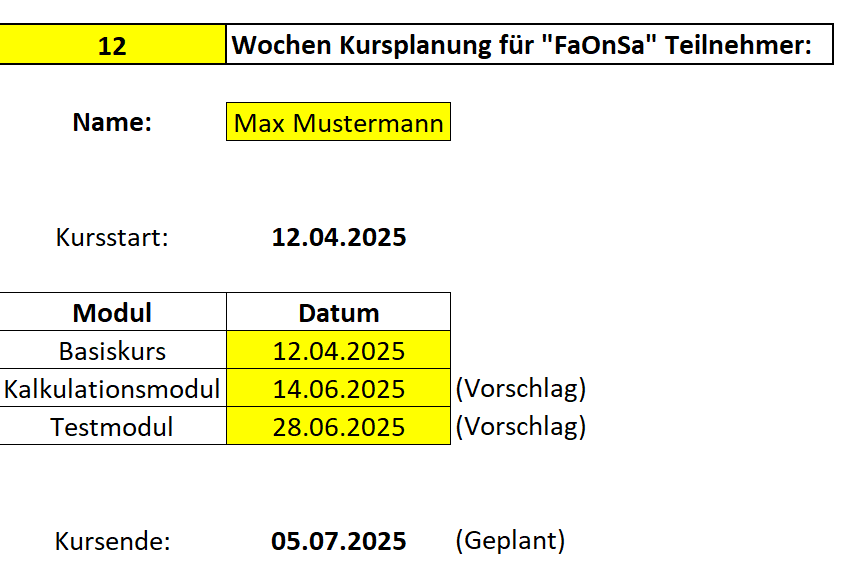 12 Wochen Kursplanung für "FaOnSa" Teilnehmer:
Name: Max Mustermann
Kursstart: 12.04.2025
Modul Datum
Basiskurs 12.04.2025
Kalkulationsmodul 14.06.2025 (Vorschlag)
Testmodul 28.06.2025 (Vorschlag)
Kursende: 05.07.2025 (Geplant)